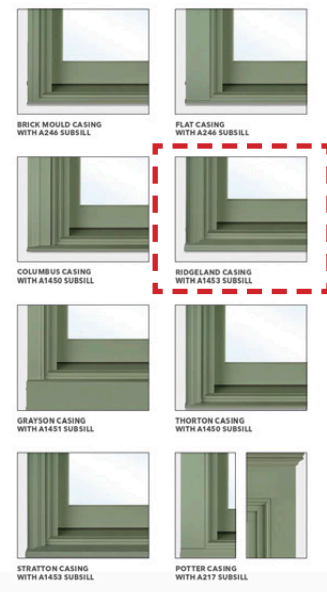 BRICK MOULD CASING
WITH A246 SUBSILL
FLAT CASING
WITH A246 SUBSILL
COLUMBUS CASING
WITH A1450 SUBSILL
RIDGELAND CASING
WITH A1453 SUBSILL
GRAYSON CASING
WITH A1451 SUBSILL
THORTON CASING
WITH A1450 SUBSILL
STRATTON CASING
WITH A1453 SUBSILL
POTTER CASING
WITH A217 SUBSILL